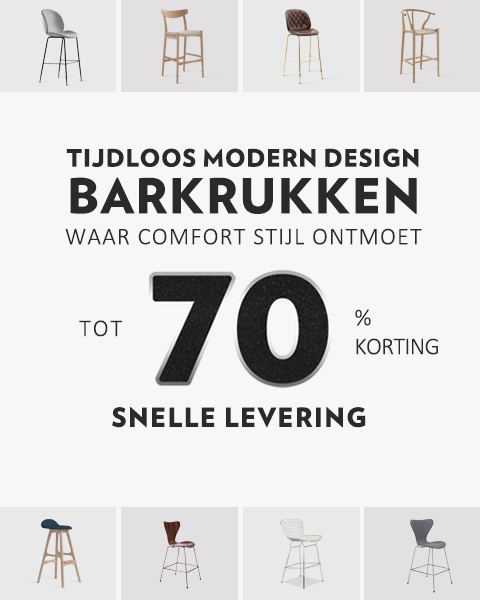 TIJDLOOS MODERN DESIGN
BARKRUKKEN
WAAR COMFORT STIJL ONTMOET
TOT 70 %
KORTING
SNELLE LEVERING